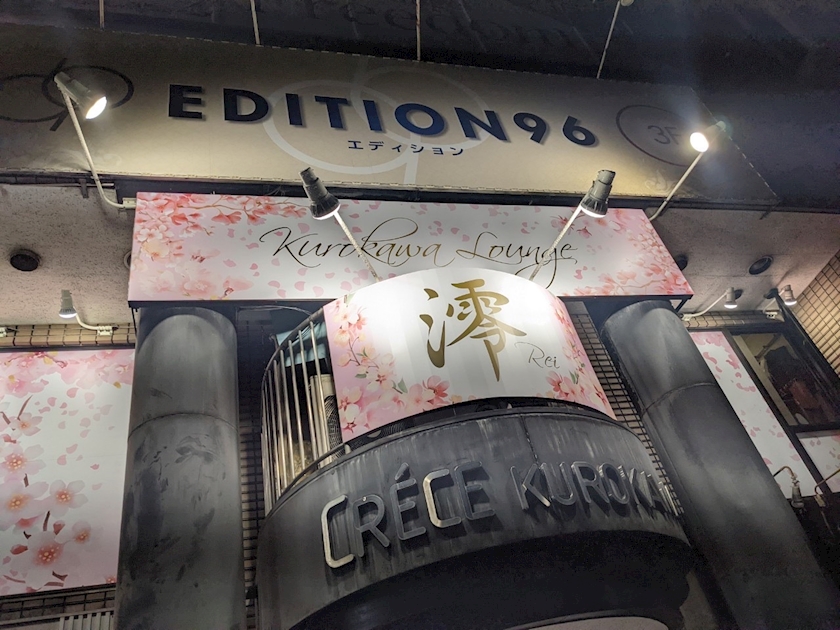 EDITION96
エディション
3F
Kurokawa Lounge
澪
Rei
CRÉCE KUROKA